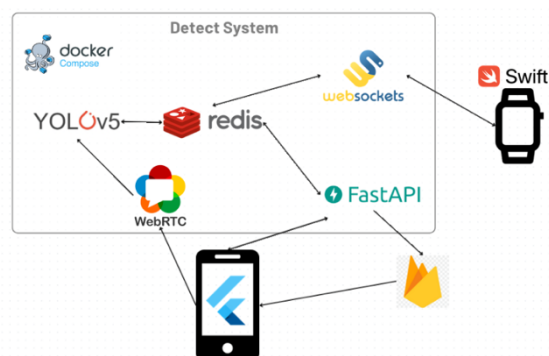 Detect System
docker
Compose
websockets
Swift
YOLOv5
redis
FastAPI
WebRTC